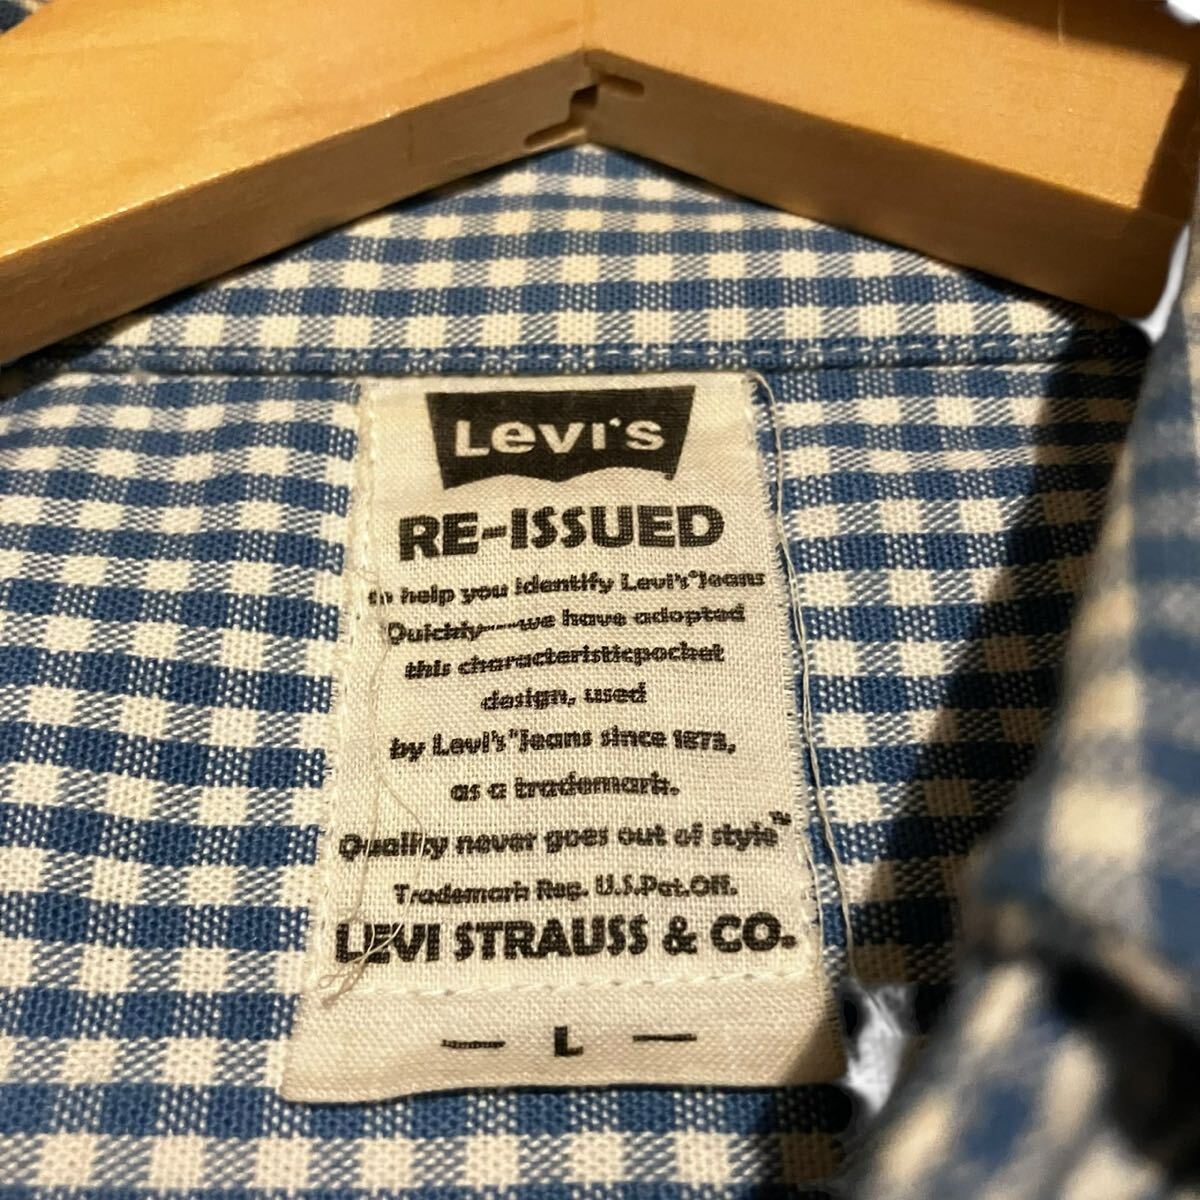 Levi's
RE-ISSUED
to help you identify Levi's® Jeans
Quickly---we have adopted
this characteristicpocket
design, used
by Levi's® Jeans since 1873,
as a trademark.
Quality never goes out of style™
Trademark Reg. U.S.Pat.Off.
LEVI STRAUSS & CO.
— L —